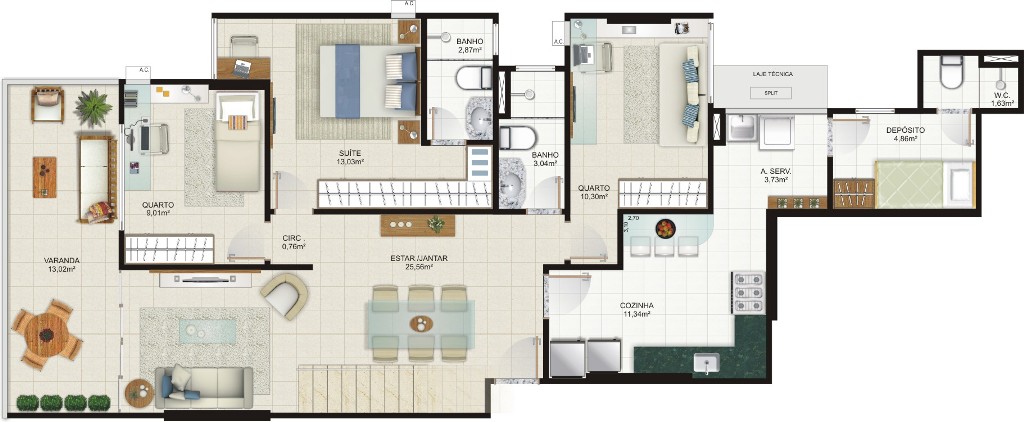 A.C.
BANHO
2,87m²
A.C.
LAJE TÉCNICA
SPLIT
A.C.
W.C.
1,63m²
DEPÓSITO
4,86m²
SUÍTE
13,03m²
BANHO
3,04m²
A. SERV.
3,73m²
QUARTO
9,01m²
QUARTO
10,30m²
2,70
CIRC .
0,76m²
ESTAR /JANTAR
25,56m²
VARANDA
13,02m²
COZINHA
11,34m²